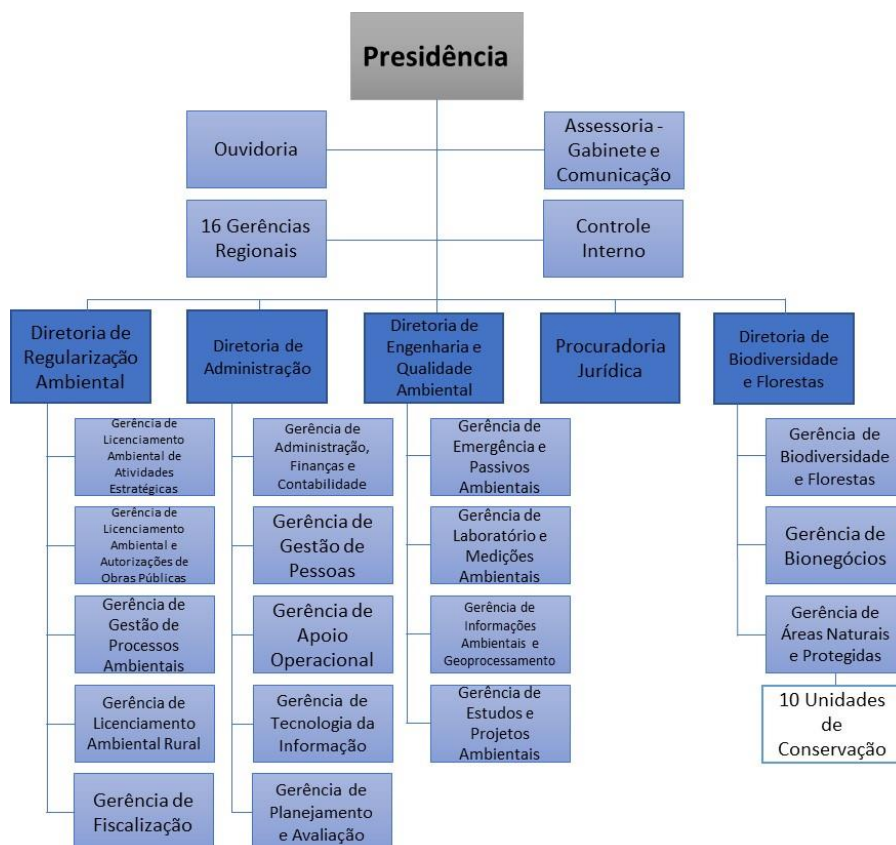 Presidência
Ouvidoria
Assessoria -
Gabinete e
Comunicação
16 Gerências
Regionais
Controle
Interno
Diretoria de
Regularização
Ambiental
Diretoria de
Administração
Diretoria de
Engenharia e
Qualidade
Ambiental
Procuradoria
Jurídica
Diretoria de
Biodiversidade
e Florestas
Gerência de
Licenciamento
Ambiental de
Atividades
Estratégicas
Gerência de
Licenciamento
Ambiental e
Autorizações de
Obras Públicas
Gerência de
Gestão de
Processos
Ambientais
Gerência de
Licenciamento
Ambiental Rural
Gerência de
Fiscalização
Gerência de
Administração,
Finanças e
Contabilidade
Gerência de
Gestão de
Pessoas
Gerência de
Apoio
Operacional
Gerência de
Tecnologia da
Informação
Gerência de
Planejamento
e Avaliação
Gerência de
Emergência e
Passivos
Ambientais
Gerência de
Laboratório e
Medições
Ambientais
Gerência de
Informações
Ambientais e
Geoprocessamento
Gerência de
Estudos e
Projetos
Ambientais
Gerência de
Biodiversidade
e Florestas
Gerência de
Bionegócios
Gerência de
Áreas Naturais
e Protegidas
10 Unidades
de
Conservação